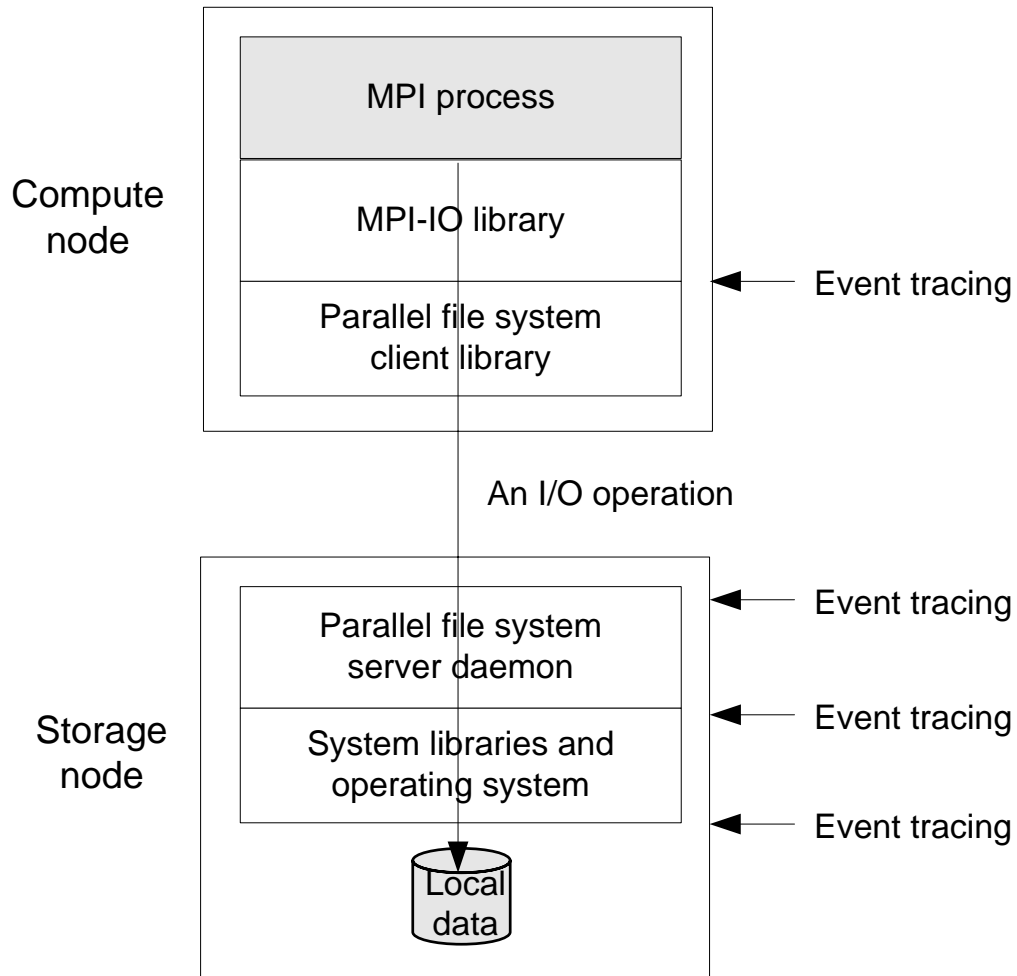 MPI process
Compute
node
MPI-IO library
Event tracing
Parallel file system
client library
An I/O operation
Event tracing
Parallel file system
server daemon
Storage
node
Event tracing
System libraries and
operating system
Event tracing
Local
data